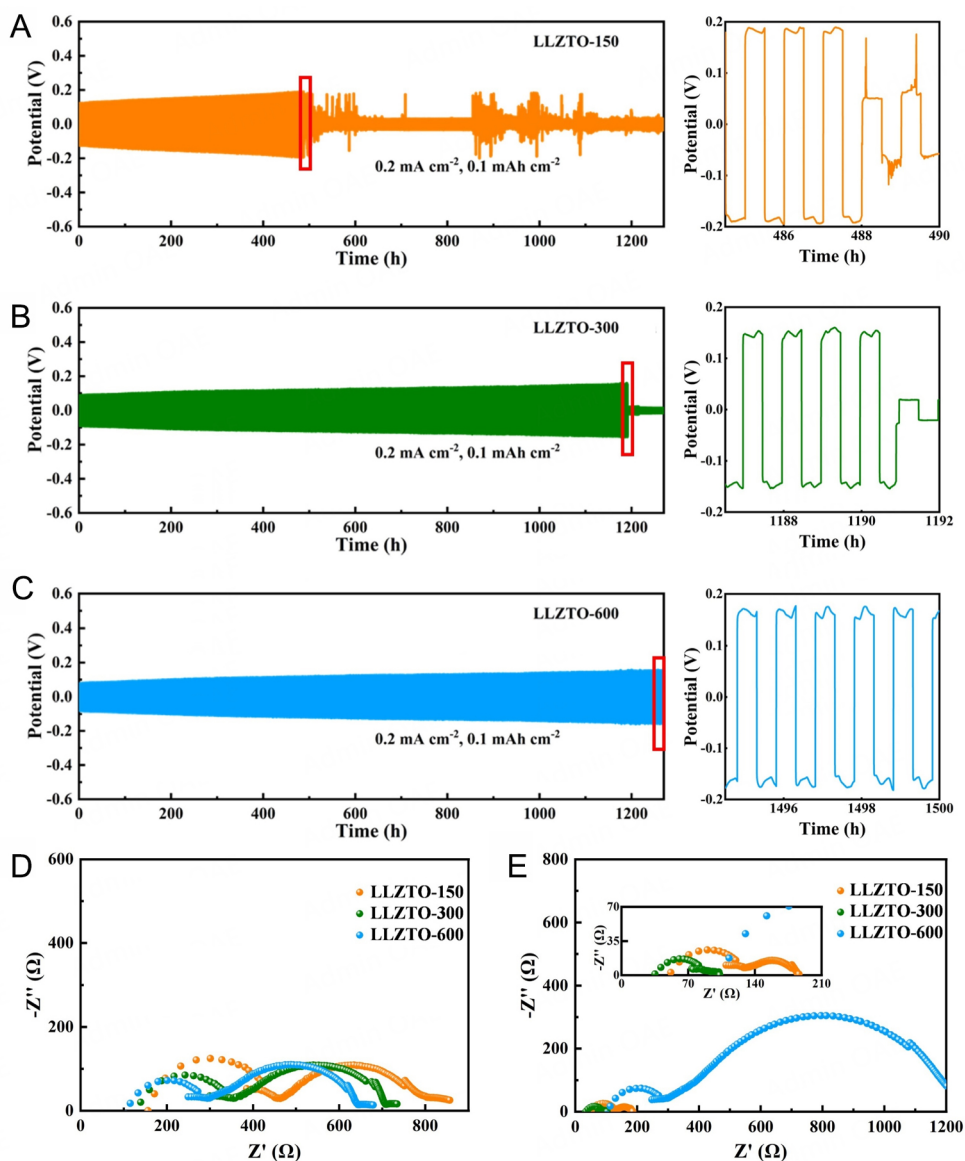 A
LLZTO-150
0.6
0.4
0.2
0.0
-0.2
-0.4
-0.6
Potential (V)
0.2 mA cm⁻², 0.1 mAh cm⁻²
0 200 400 600 800 1000 1200
Time (h)
0.2
0.1
0.0
-0.1
-0.2
Potential (V)
486 488 490
Time (h)
B
LLZTO-300
0.6
0.4
0.2
0.0
-0.2
-0.4
-0.6
Potential (V)
0.2 mA cm⁻², 0.1 mAh cm⁻²
0 200 400 600 800 1000 1200
Time (h)
0.2
0.1
0.0
-0.1
-0.2
Potential (V)
1188 1190 1192
Time (h)
C
LLZTO-600
0.6
0.4
0.2
0.0
-0.2
-0.4
-0.6
Potential (V)
0.2 mA cm⁻², 0.1 mAh cm⁻²
0 200 400 600 800 1000 1200
Time (h)
0.2
0.1
0.0
-0.1
-0.2
Potential (V)
1496 1498 1500
Time (h)
D
600
400
200
0
-Z'' (Ω)
LLZTO-150
LLZTO-300
LLZTO-600
0 200 400 600 800
Z' (Ω)
E
800
600
400
200
0
-Z'' (Ω)
LLZTO-150
LLZTO-300
LLZTO-600
70
35
0
-Z'' (Ω)
0 70 140 210
Z' (Ω)
0 200 400 600 800 1000 1200
Z' (Ω)